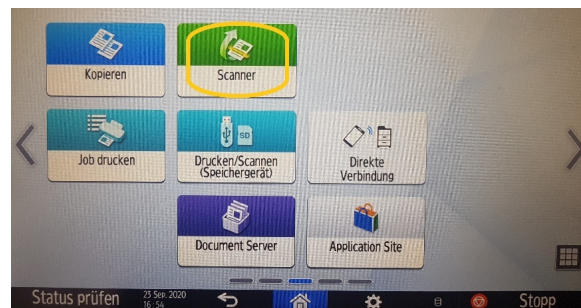 Kopieren
Scanner
Job drucken
SD
Drucken/Scannen
(Speichergerät)
Direkte
Verbindung
Document Server
Application Site
Status prüfen
23 Sep. 2020
16:54
Stopp